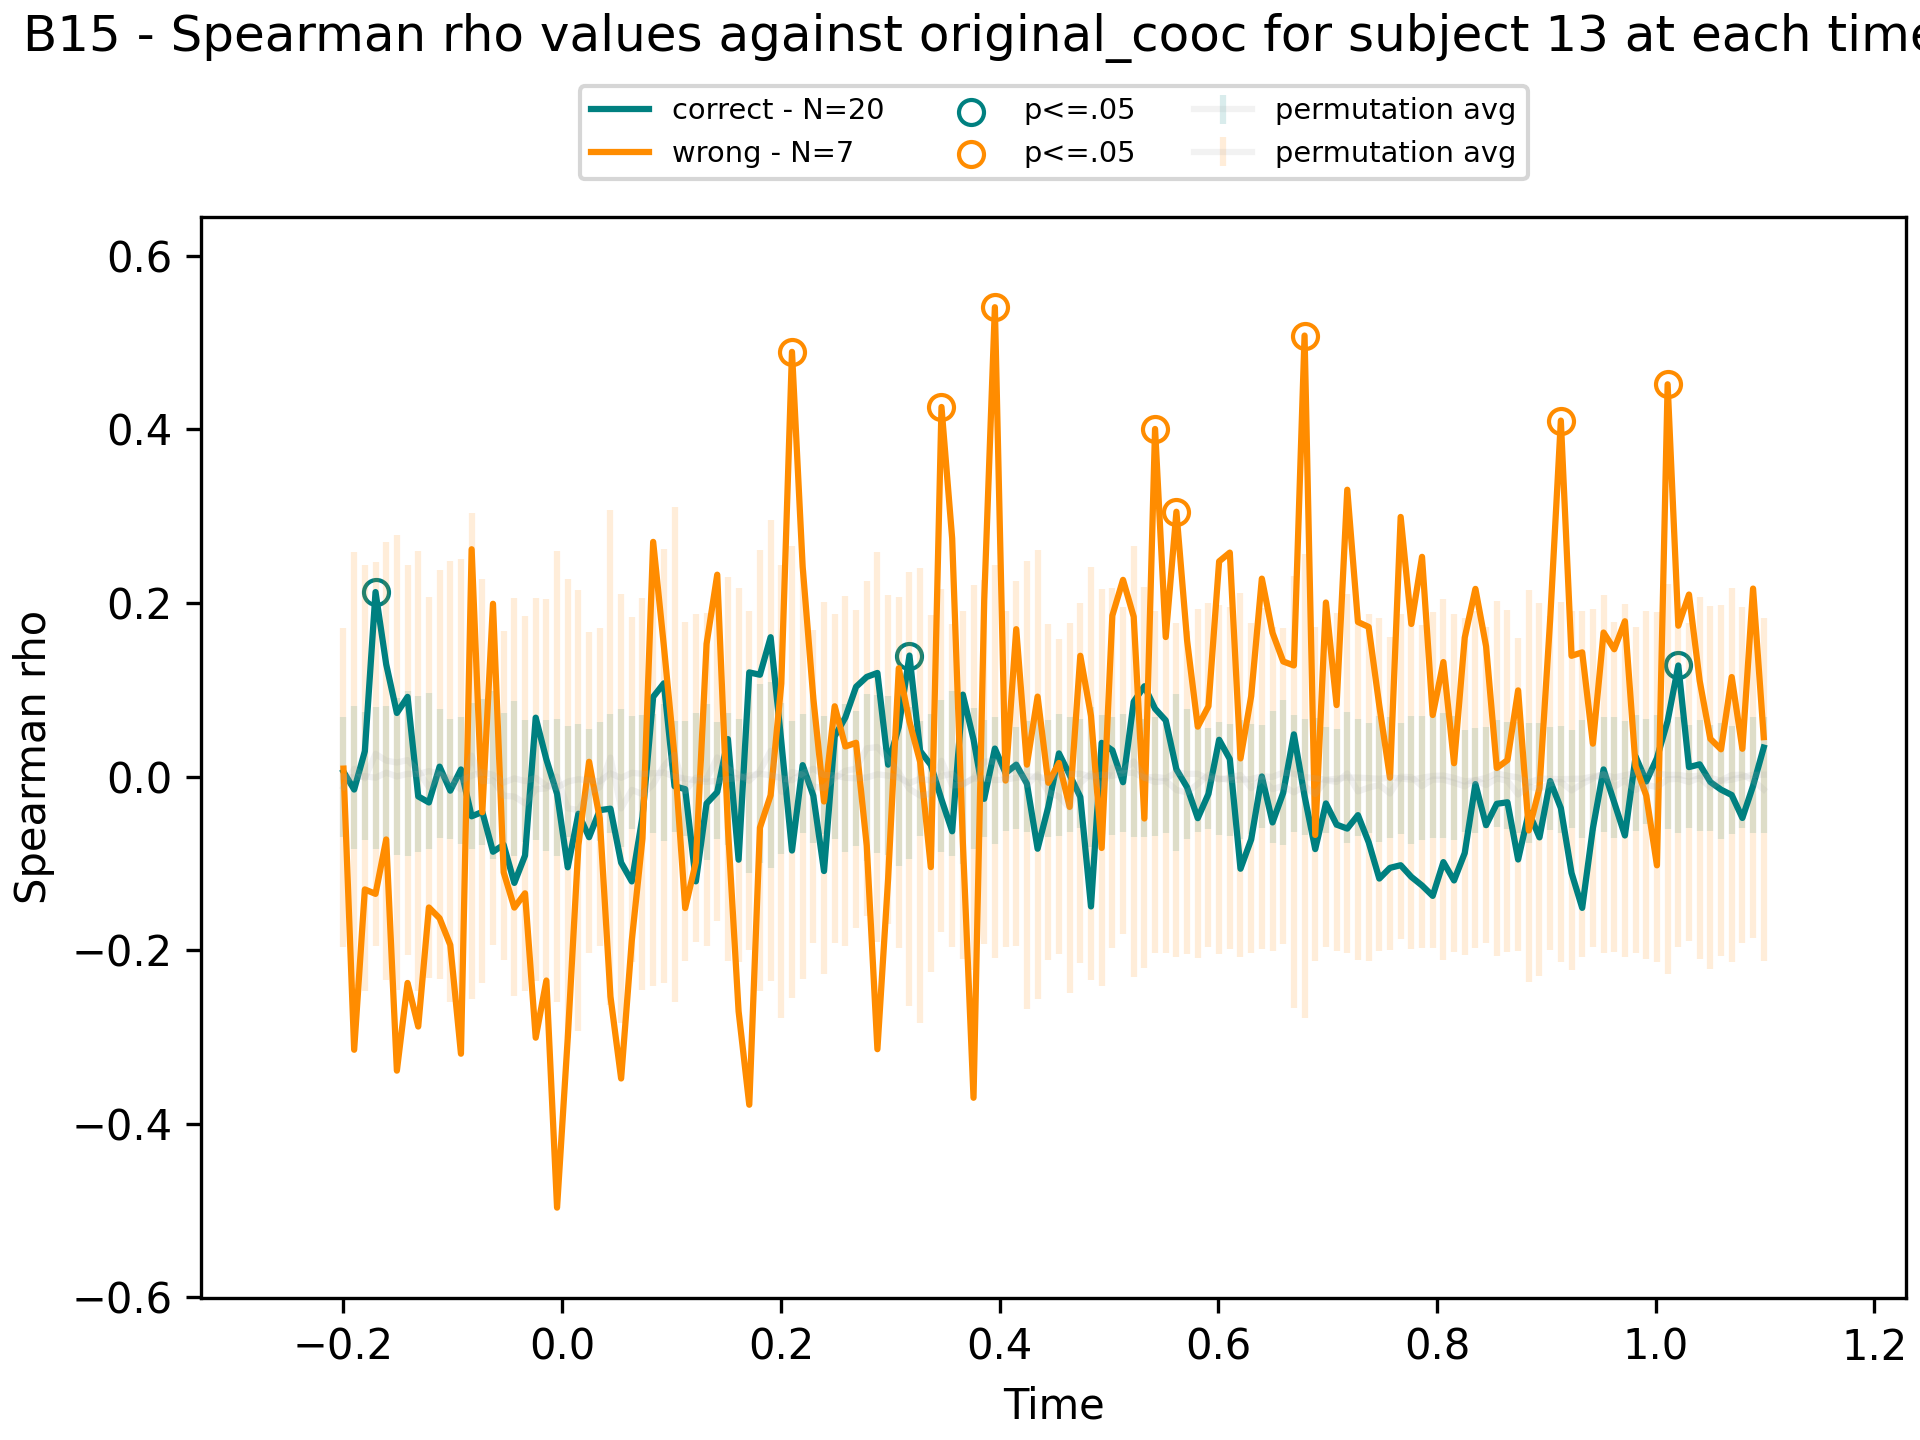 B15 - Spearman rho values against original_cooc for subject 13 at each time
correct - N=20 p<=.05 permutation avg
wrong - N=7 p<=.05 permutation avg
0.6
0.4
0.2
0.0
−0.2
−0.4
−0.6
Spearman rho
−0.2 0.0 0.2 0.4 0.6 0.8 1.0 1.2
Time